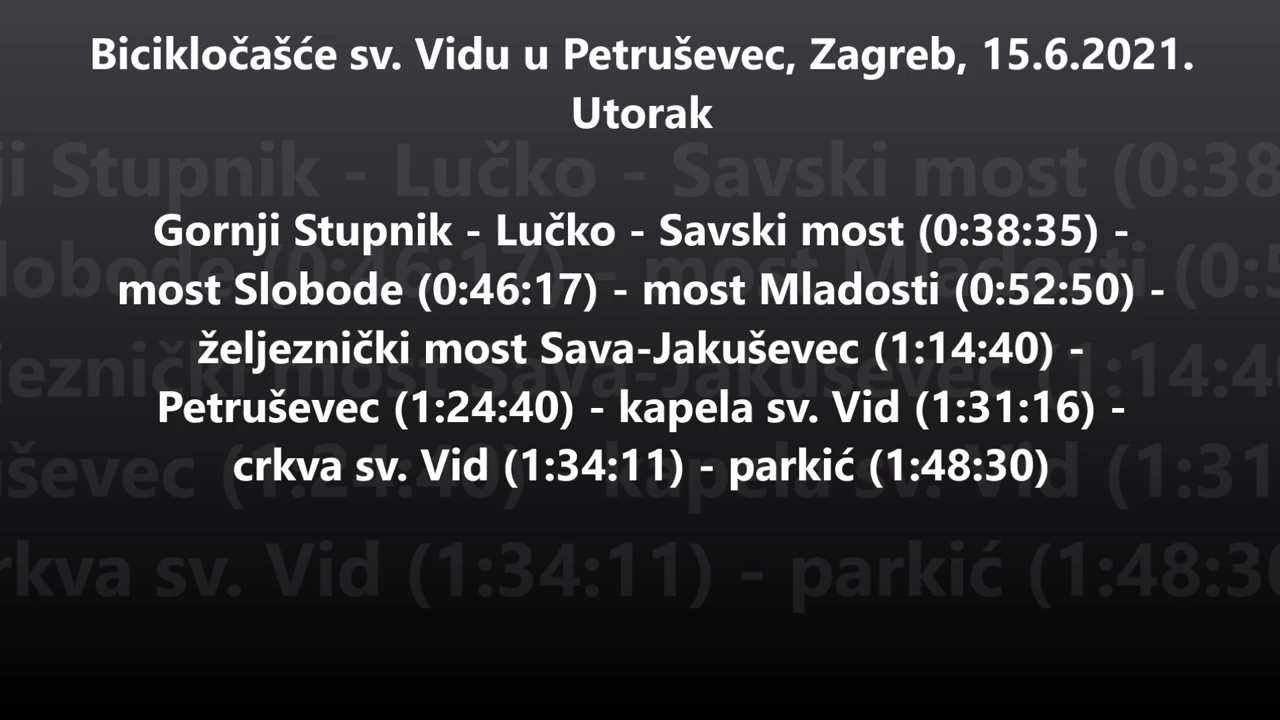 Bicikločašće sv. Vidu u Petruševec, Zagreb, 15.6.2021.
Utorak
Gornji Stupnik - Lučko - Savski most (0:38:35) -
most Slobode (0:46:17) - most Mladosti (0:52:50) -
željeznički most Sava-Jakuševec (1:14:40) -
Petruševec (1:24:40) - kapela sv. Vid (1:31:16) -
crkva sv. Vid (1:34:11) - parkić (1:48:30)